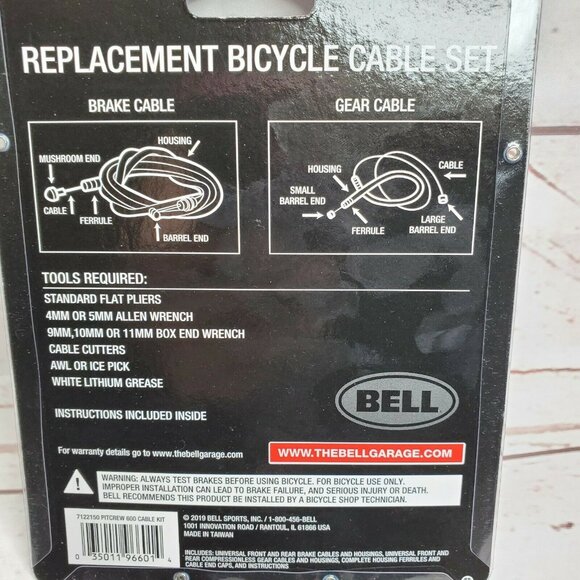 REPLACEMENT BICYCLE CABLE SET
BRAKE CABLE
HOUSING
MUSHROOM END
CABLE
FERRULE
BARREL END
GEAR CABLE
CABLE
HOUSING
SMALL
BARREL END
FERRULE
LARGE
BARREL END
TOOLS REQUIRED:
STANDARD FLAT PLIERS
4MM OR 5MM ALLEN WRENCH
9MM,10MM OR 11MM BOX END WRENCH
CABLE CUTTERS
AWL OR ICE PICK
WHITE LITHIUM GREASE
INSTRUCTIONS INCLUDED INSIDE
BELL
For warranty details go to www.thebellgarage.com
WWW.THEBELLGARAGE.COM
WARNING: ALWAYS TEST BRAKES BEFORE USING BICYCLE. FOR BICYCLE USE ONLY.
IMPROPER INSTALLATION CAN LEAD TO BRAKE FAILURE, AND SERIOUS INJURY OR DEATH.
BELL RECOMMENDS THIS PRODUCT BE INSTALLED BY A BICYCLE SHOP TECHNICIAN.
7122150 PITCREW 600 CABLE KIT
0 35011 96601 4
© 2019 BELL SPORTS, INC. / 1-800-456-BELL
1001 INNOVATION ROAD / RANTOUL, IL 61866 USA
MADE IN TAIWAN
INCLUDES: UNIVERSAL FRONT AND REAR BRAKE CABLES AND HOUSINGS, UNIVERSAL FRONT AND
REAR COMPRESSIONLESS GEAR CABLES AND HOUSINGS, COMPLETE HOUSING FERRULES AND
CABLE END CAPS, AND INSTRUCTIONS